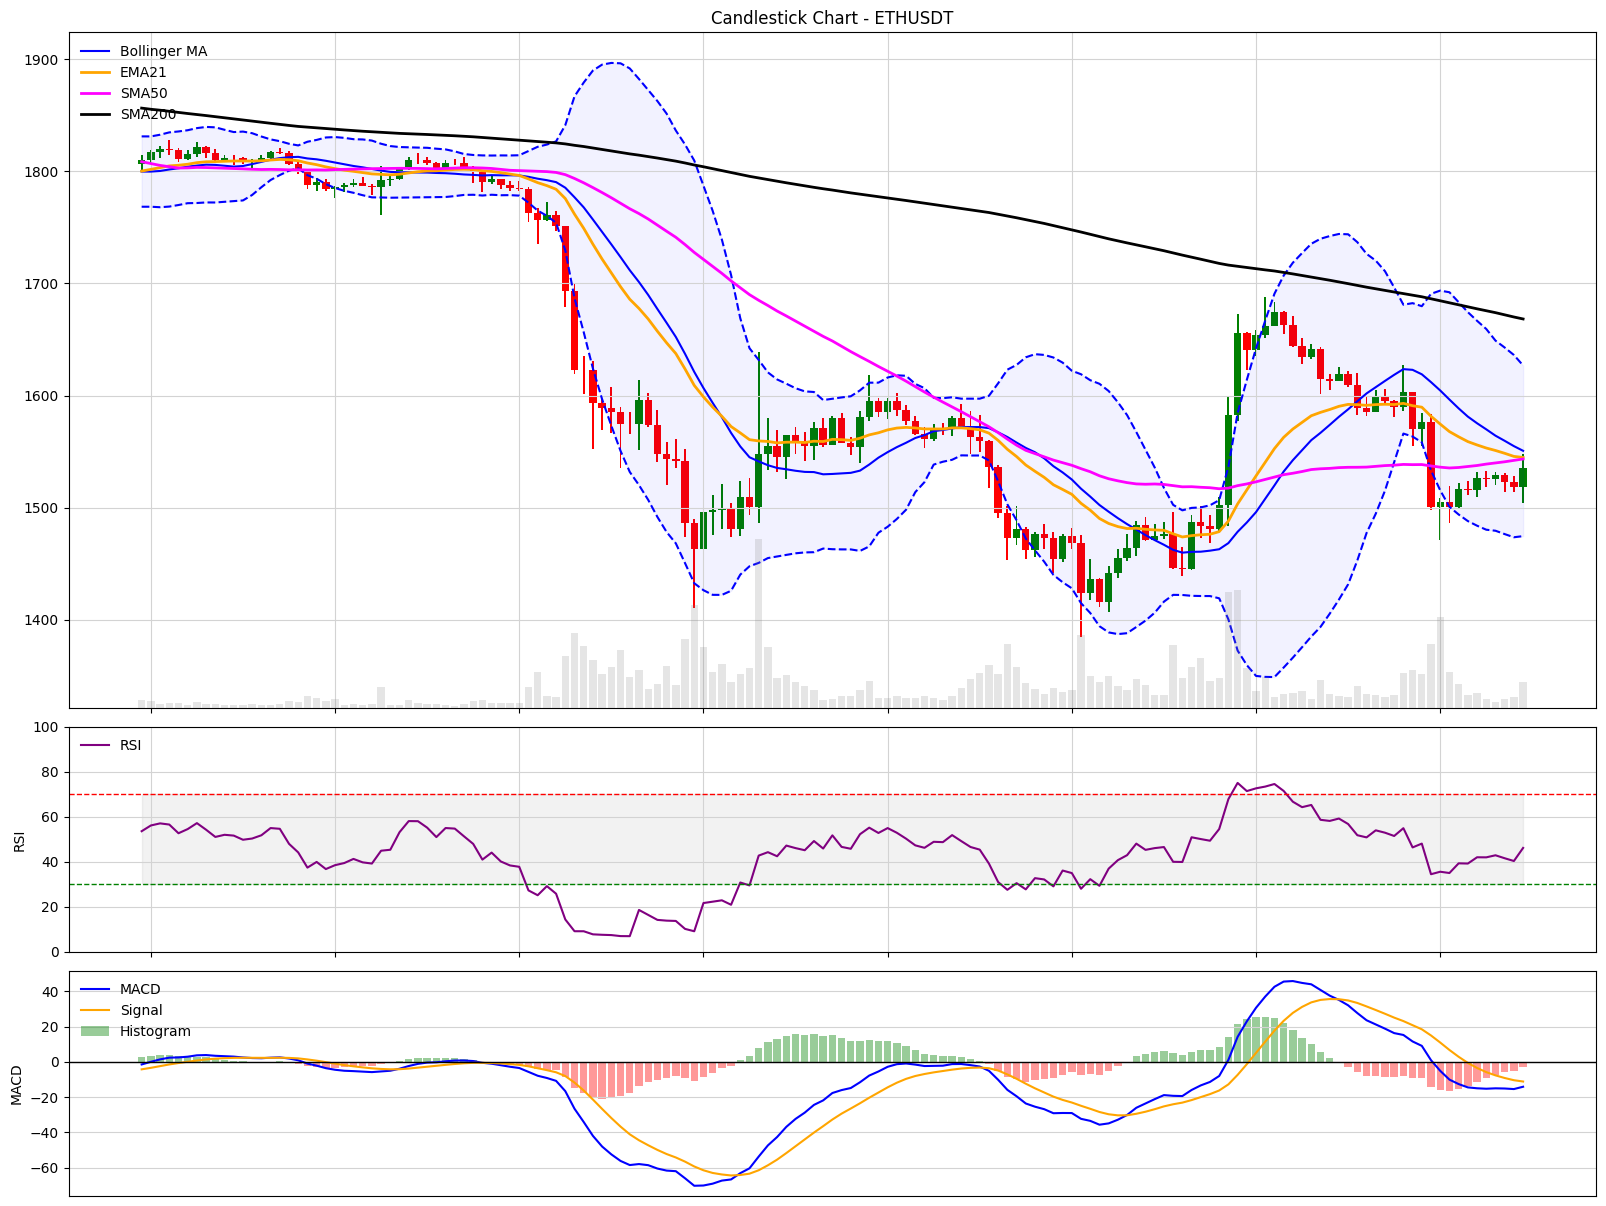 Candlestick Chart - ETHUSDT
Bollinger MA
EMA21
SMA50
SMA200
1900
1800
1700
1600
1500
1400
RSI
100
80
60
40
20
0
RSI
MACD
Signal
Histogram
40
20
0
−20
−40
−60
MACD